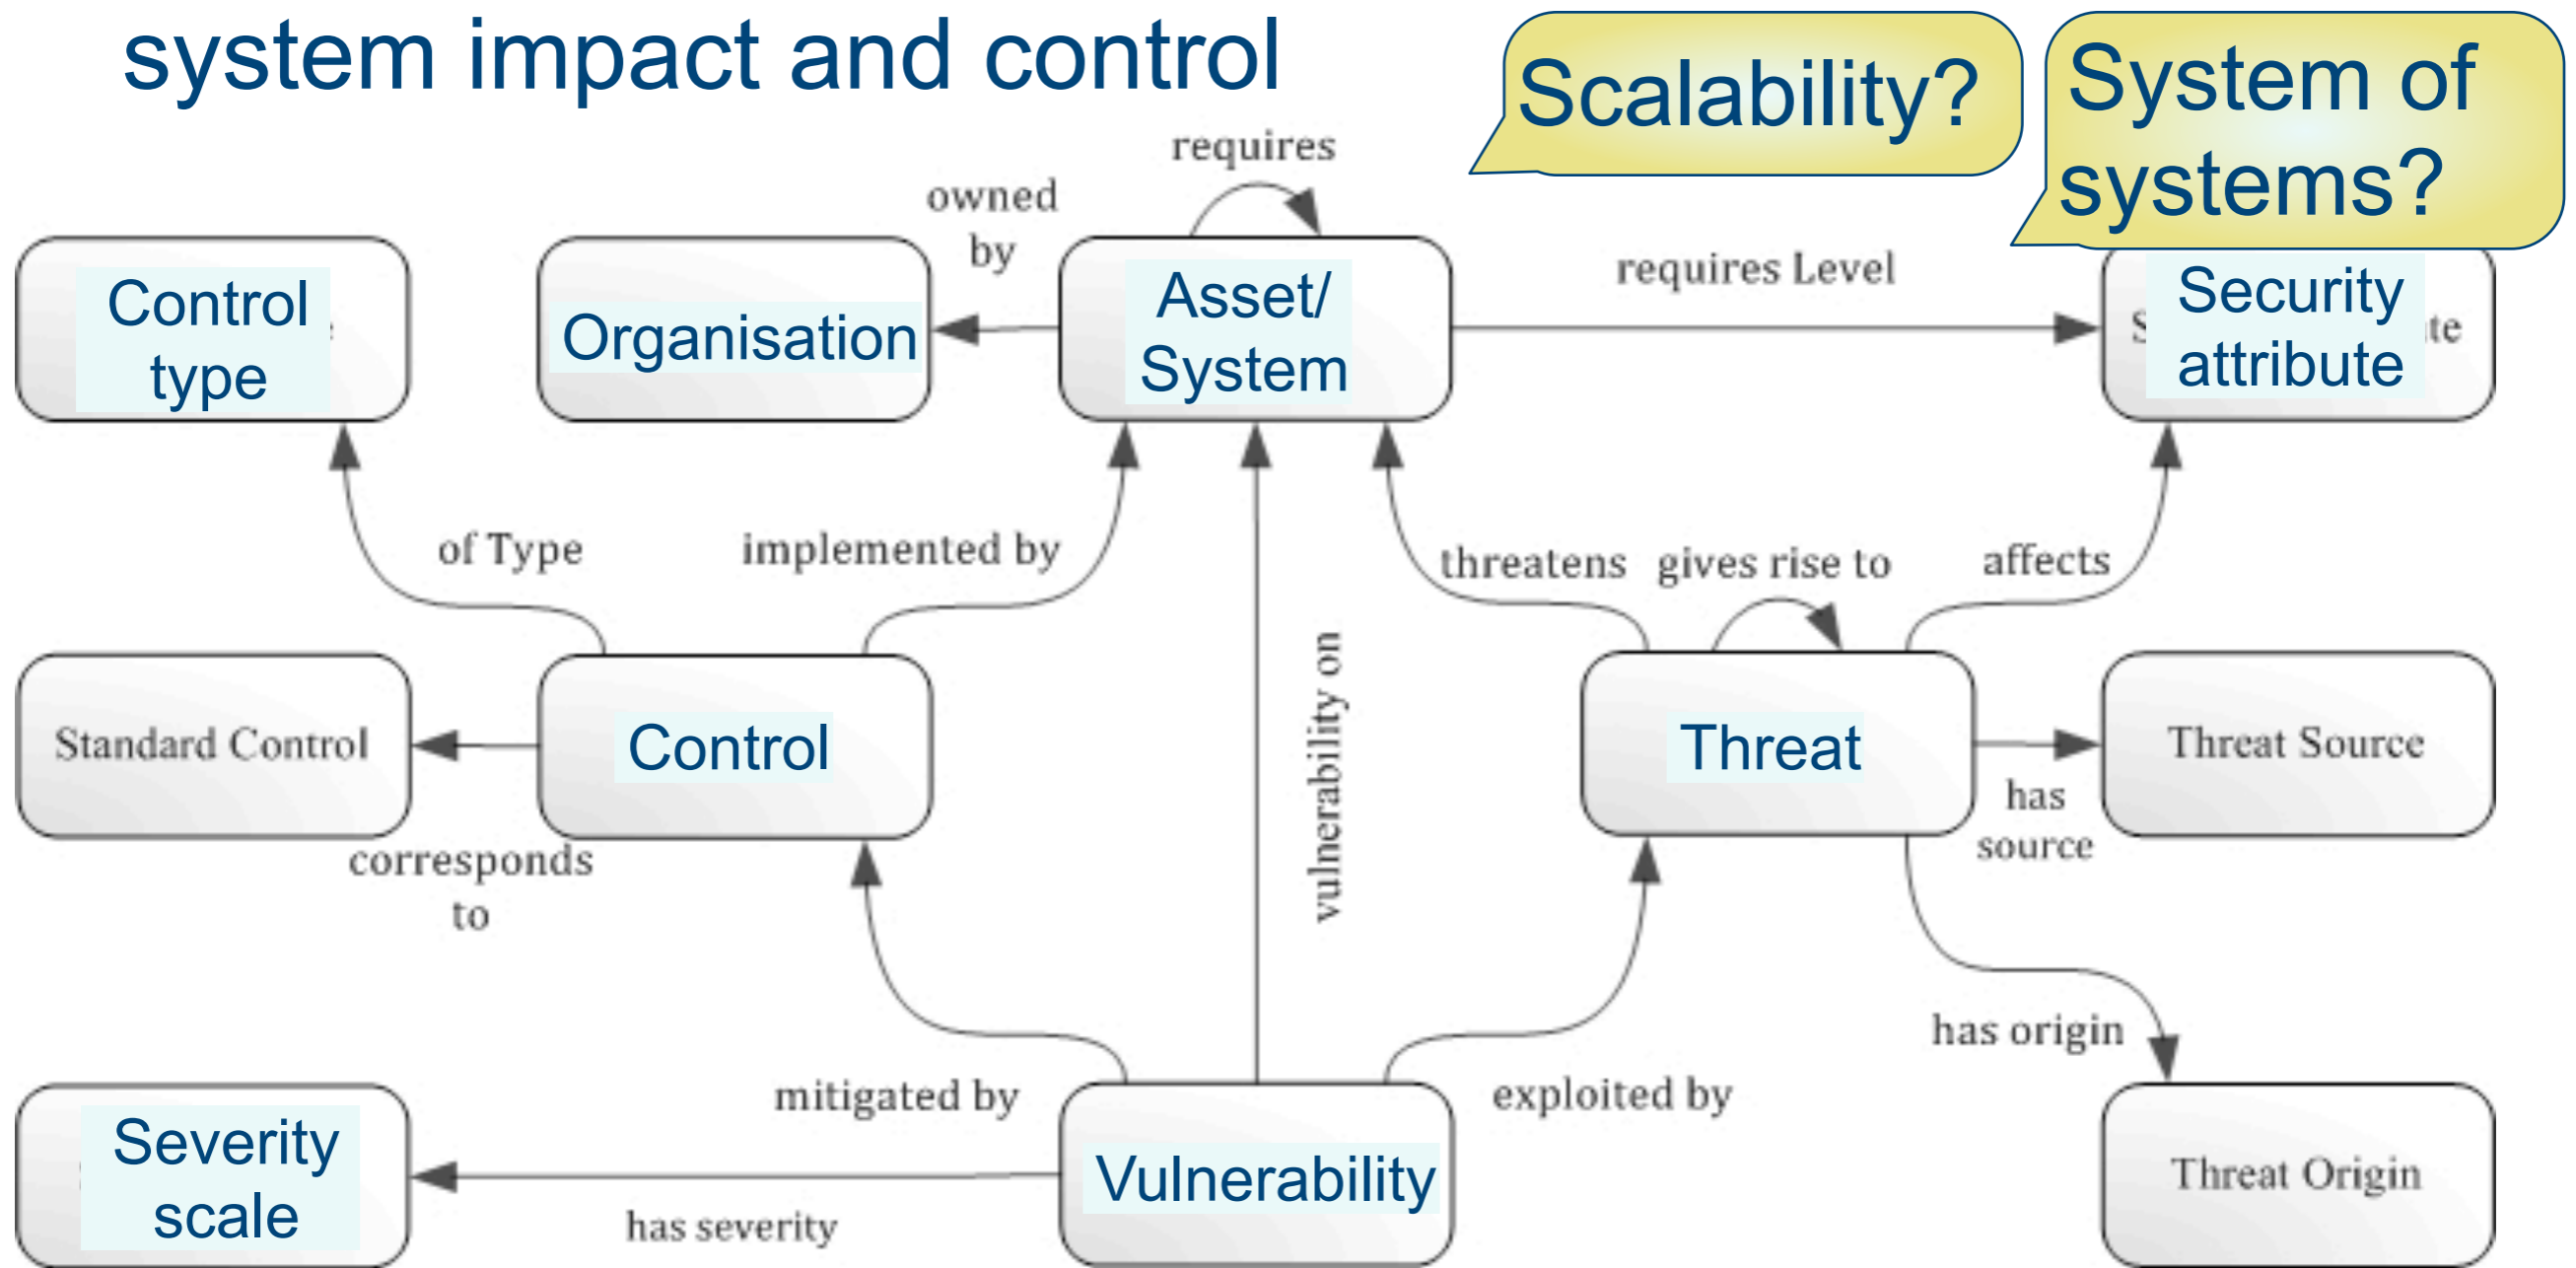 system impact and control
Scalability?
System of
systems?
requires
owned
by
requires Level
Control
type
Organisation
Asset/
System
Security
attribute
te
of Type
implemented by
threatens
gives rise to
affects
vulnerability on
Standard Control
Control
Threat
Threat Source
has
source
corresponds
to
has origin
mitigated by
exploited by
Severity
scale
has severity
Vulnerability
Threat Origin